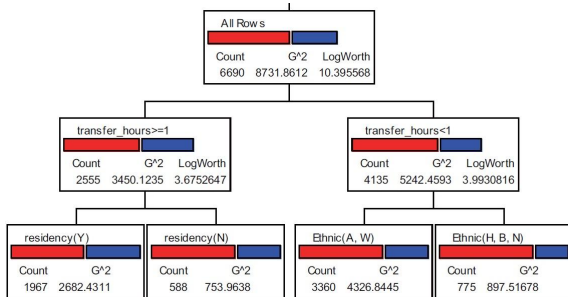 All Rows
Count G^2 LogWorth
6690 8731.8612 10.395568
transfer_hours>=1
Count G^2 LogWorth
2555 3450.1235 3.6752647
transfer_hours<1
Count G^2 LogWorth
4135 5242.4593 3.9930816
residency(Y)
Count G^2
1967 2682.4311
residency(N)
Count G^2
588 753.9638
Ethnic(A, W)
Count G^2
3360 4326.8445
Ethnic(H, B, N)
Count G^2
775 897.51678